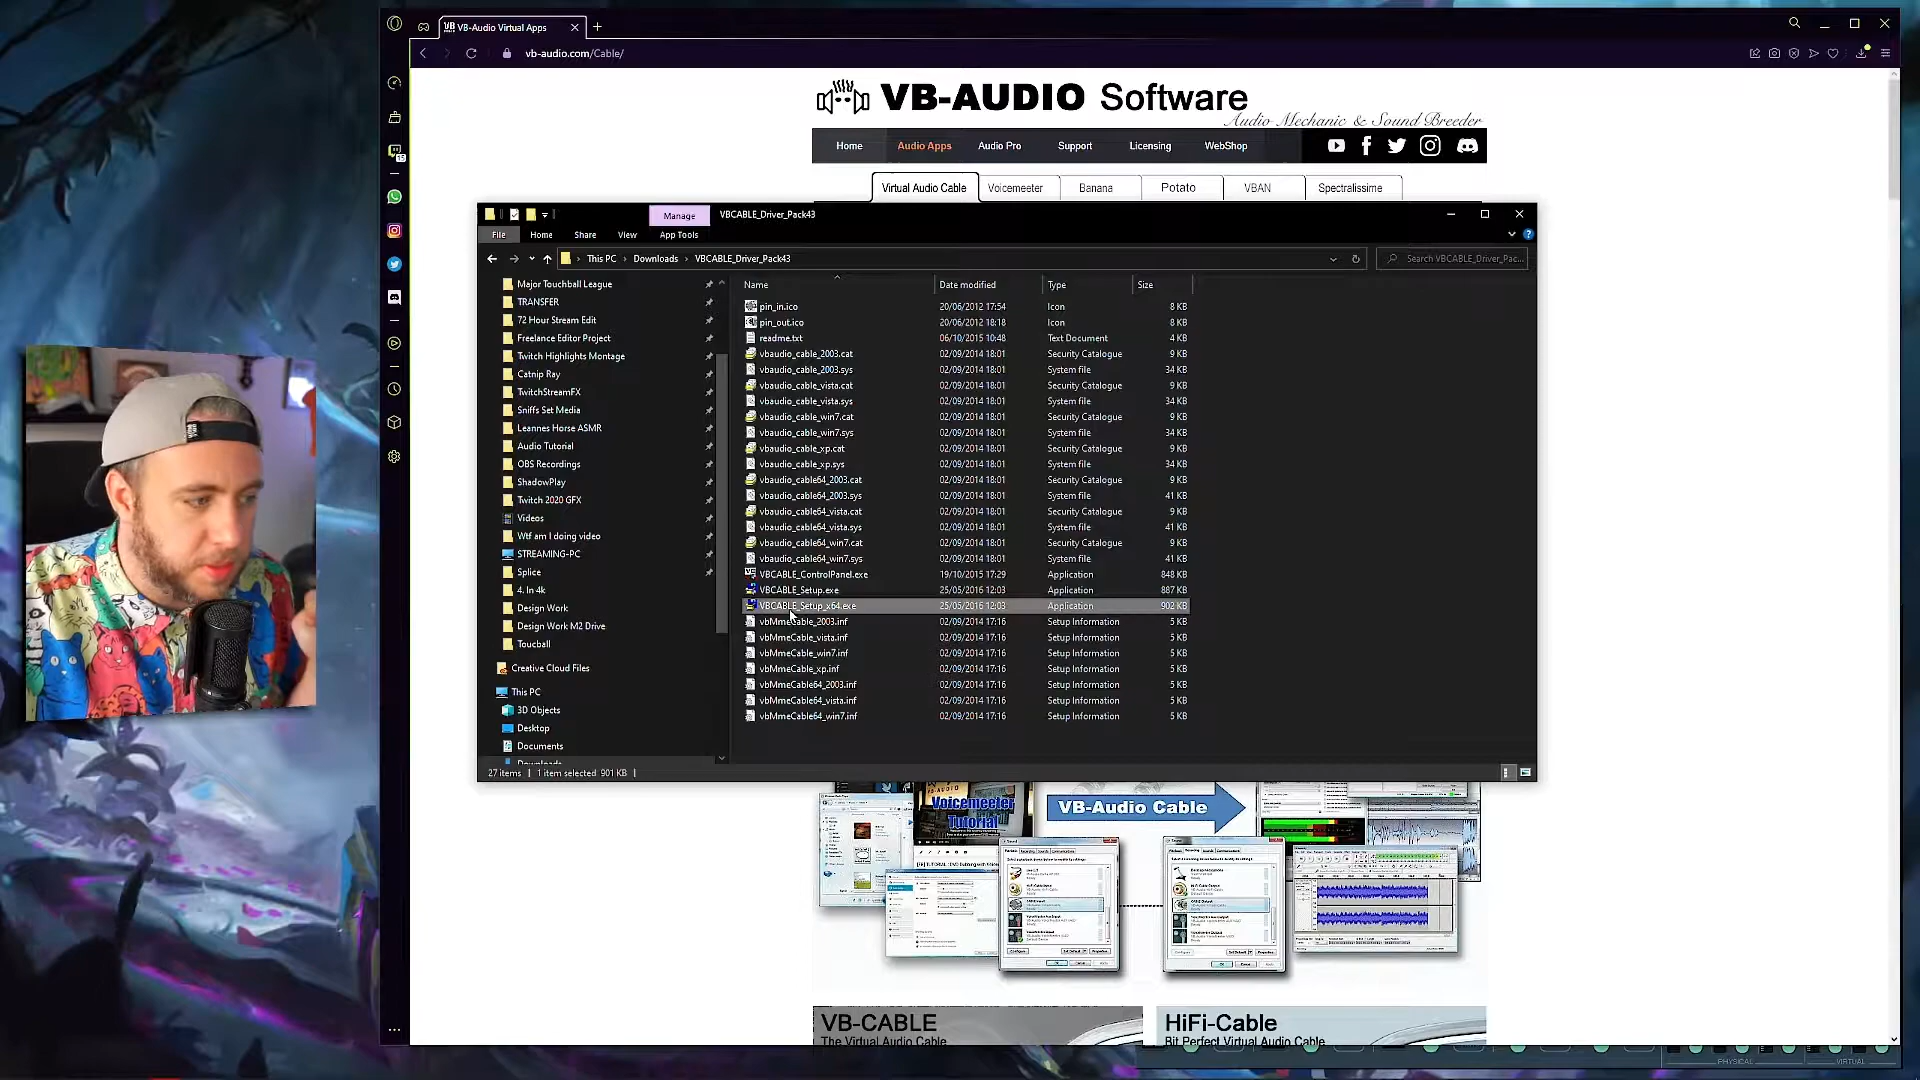 VB-Audio Virtual Apps
vb-audio.com/Cable/
VB-AUDIO Software
Audio Mechanic & Sound Breeder
Home Audio Apps Audio Pro Support Licensing WebShop
Virtual Audio Cable Voicemeeter Banana Potato VBAN Spectralissime
Manage VBCABLE_Driver_Pack43
File Home Share View App Tools
This PC › Downloads › VBCABLE_Driver_Pack43
Search VBCABLE_Driver_Pac...
Name Date modified Type Size
Major Touchball League
TRANSFER
72 Hour Stream Edit
Freelance Editor Project
Twitch Highlights Montage
Catnip Ray
TwitchStreamFX
Sniffs Set Media
Leannes Horse ASMR
Audio Tutorial
OBS Recordings
ShadowPlay
Twitch 2020 GFX
Videos
Wtf am I doing video
STREAMING-PC
Splice
4. In 4k
Design Work
Design Work M2 Drive
Toucball
Creative Cloud Files
This PC
3D Objects
Desktop
Documents
Downloads
pin_in.ico 20/06/2012 17:54 Icon 8 KB
pin_out.ico 20/06/2012 18:18 Icon 8 KB
readme.txt 06/10/2015 10:48 Text Document 4 KB
vbaudio_cable_2003.cat 02/09/2014 18:01 Security Catalogue 9 KB
vbaudio_cable_2003.sys 02/09/2014 18:01 System file 34 KB
vbaudio_cable_vista.cat 02/09/2014 18:01 Security Catalogue 9 KB
vbaudio_cable_vista.sys 02/09/2014 18:01 System file 34 KB
vbaudio_cable_win7.cat 02/09/2014 18:01 Security Catalogue 9 KB
vbaudio_cable_win7.sys 02/09/2014 18:01 System file 34 KB
vbaudio_cable_xp.cat 02/09/2014 18:01 Security Catalogue 9 KB
vbaudio_cable_xp.sys 02/09/2014 18:01 System file 34 KB
vbaudio_cable64_2003.cat 02/09/2014 18:01 Security Catalogue 9 KB
vbaudio_cable64_2003.sys 02/09/2014 18:01 System file 41 KB
vbaudio_cable64_vista.cat 02/09/2014 18:01 Security Catalogue 9 KB
vbaudio_cable64_vista.sys 02/09/2014 18:01 System file 41 KB
vbaudio_cable64_win7.cat 02/09/2014 18:01 Security Catalogue 9 KB
vbaudio_cable64_win7.sys 02/09/2014 18:01 System file 41 KB
VBCABLE_ControlPanel.exe 19/10/2015 17:29 Application 848 KB
VBCABLE_Setup.exe 25/05/2016 12:03 Application 887 KB
VBCABLE_Setup_x64.exe 25/05/2016 12:03 Application 902 KB
vbMmeCable_2003.inf 02/09/2014 17:16 Setup Information 5 KB
vbMmeCable_vista.inf 02/09/2014 17:16 Setup Information 5 KB
vbMmeCable_win7.inf 02/09/2014 17:16 Setup Information 5 KB
vbMmeCable_xp.inf 02/09/2014 17:16 Setup Information 5 KB
vbMmeCable64_2003.inf 02/09/2014 17:16 Setup Information 5 KB
vbMmeCable64_vista.inf 02/09/2014 17:16 Setup Information 5 KB
vbMmeCable64_win7.inf 02/09/2014 17:16 Setup Information 5 KB
27 items 1 item selected 901 KB
VB-AUDIO
Voicemeeter
Tutorial
VB-Audio Cable
VB-CABLE
The Virtual Audio Cable
HiFi-Cable
Bit Perfect Virtual Audio Cable
PHYSICAL VIRTUAL